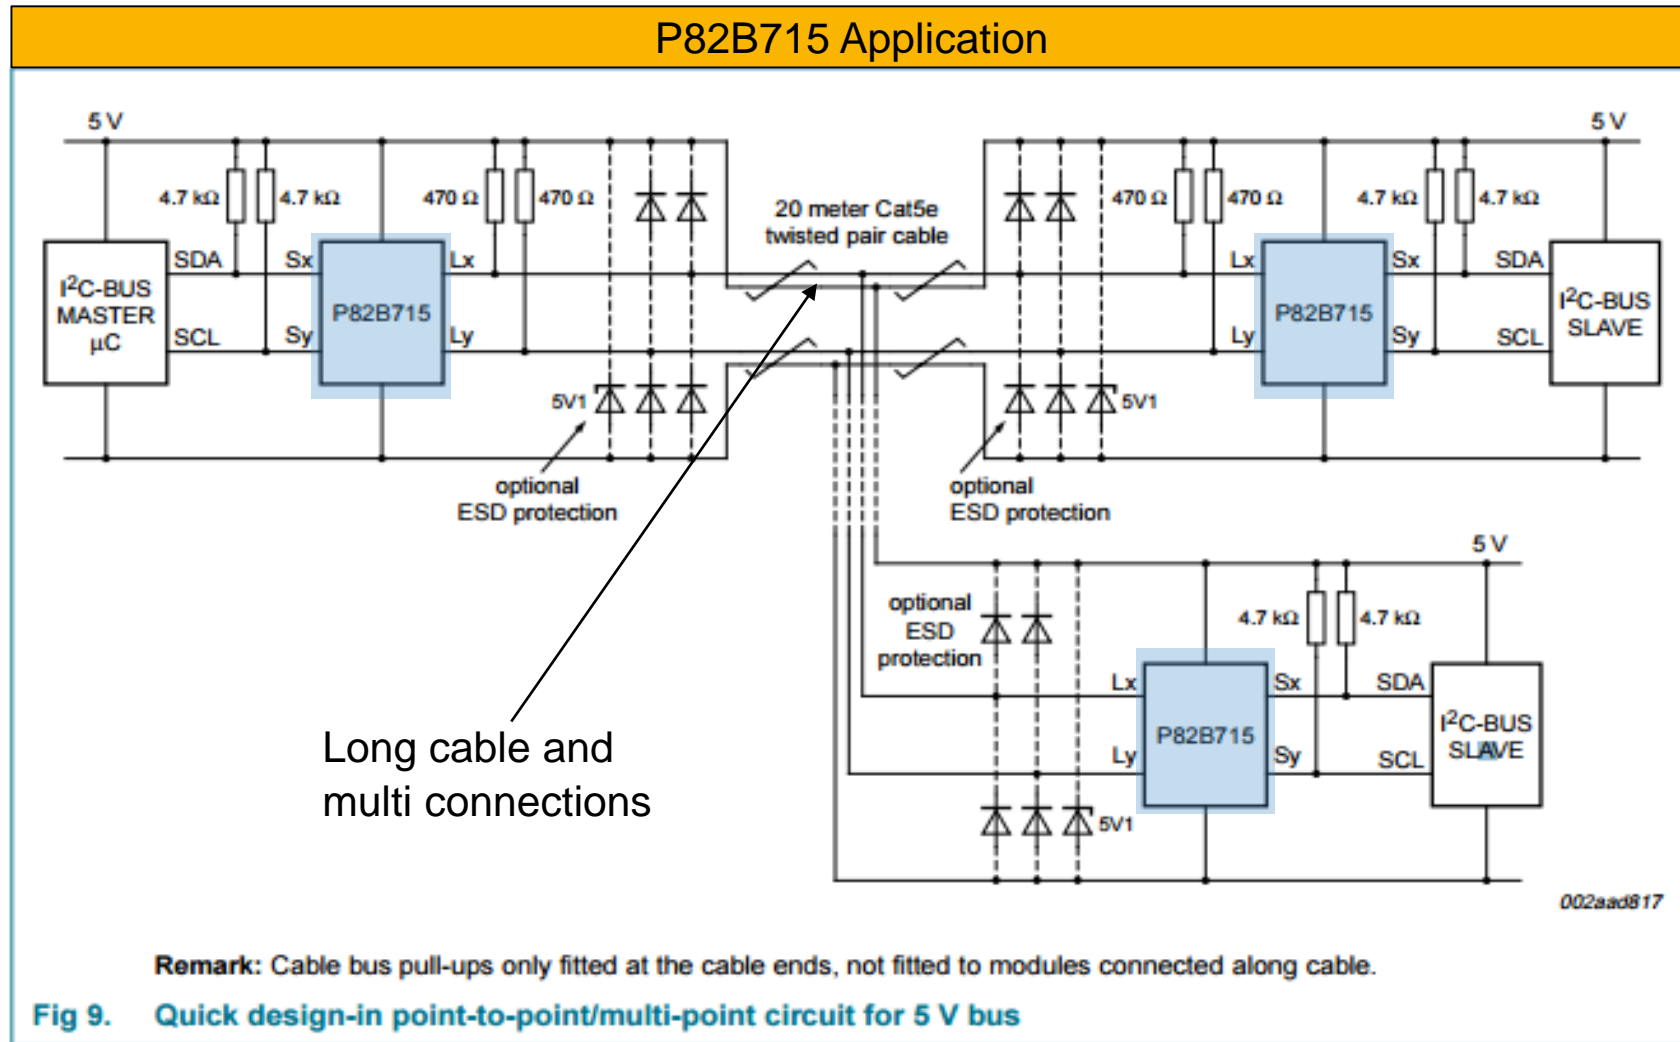 P82B715 Application
5 V
5 V
4.7 kΩ
4.7 kΩ
470 Ω
470 Ω
20 meter Cat5e
twisted pair cable
470 Ω
470 Ω
4.7 kΩ
4.7 kΩ
I²C-BUS
MASTER
μC
SDA
SCL
Sx
Sy
P82B715
Lx
Ly
Lx
Ly
P82B715
Sx
Sy
SDA
SCL
I²C-BUS
SLAVE
5V1
5V1
optional
ESD protection
optional
ESD protection
5 V
optional
ESD
protection
4.7 kΩ
4.7 kΩ
Lx
Ly
P82B715
Sx
Sy
SDA
SCL
I²C-BUS
SLAVE
5V1
Long cable and
multi connections
002aad817
Remark: Cable bus pull-ups only fitted at the cable ends, not fitted to modules connected along cable.
Fig 9. Quick design-in point-to-point/multi-point circuit for 5 V bus